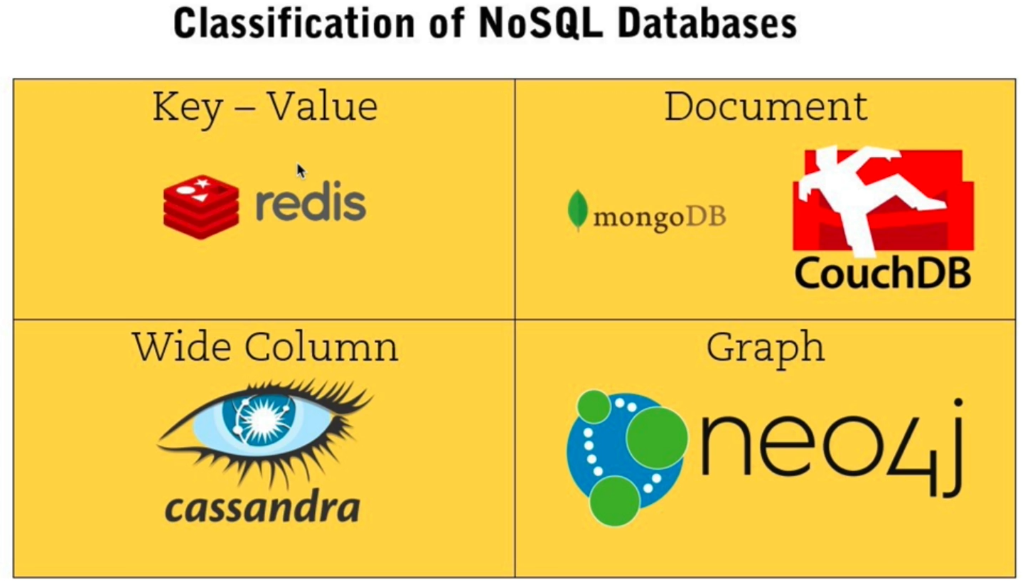 Classification of NoSQL Databases
Key – Value
redis
Document
mongoDB
CouchDB
Wide Column
cassandra
Graph
neo4j